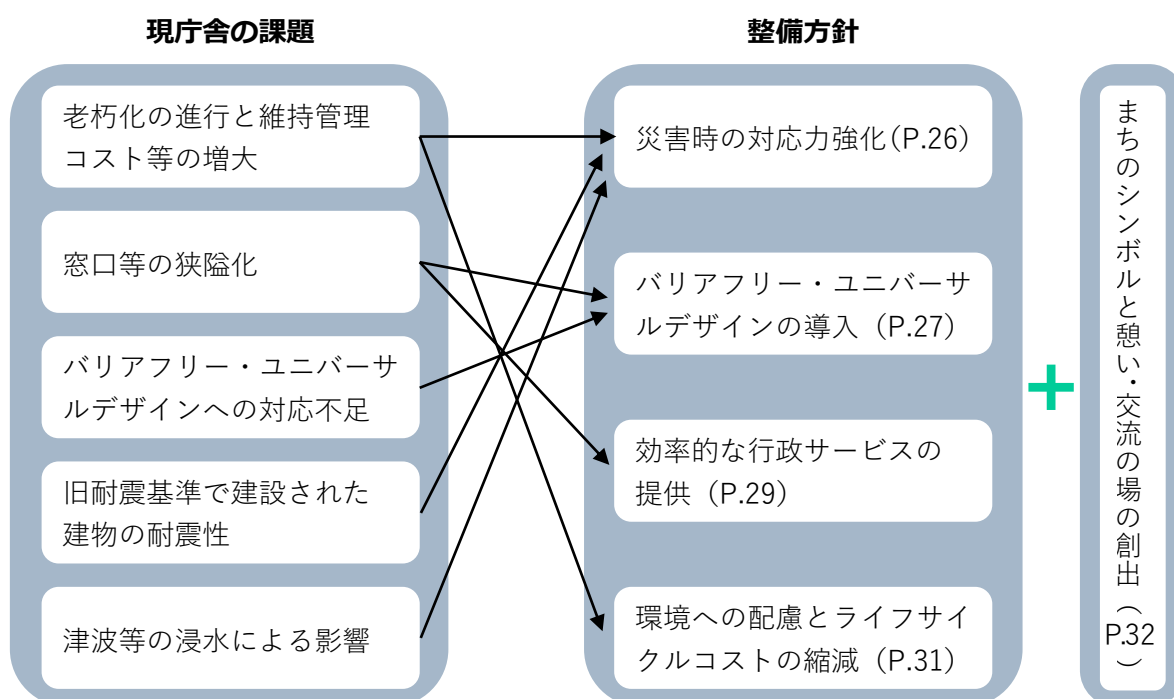 現庁舎の課題
老朽化の進行と維持管理
コスト等の増大
窓口等の狭隘化
バリアフリー・ユニバーサ
ルデザインへの対応不足
旧耐震基準で建設された
建物の耐震性
津波等の浸水による影響
整備方針
災害時の対応力強化(P.26)
バリアフリー・ユニバーサ
ルデザインの導入（P.27）
効率的な行政サービスの
提供（P.29）
環境への配慮とライフサイ
クルコストの縮減（P.31）
+
まちのシンボルと憩い・交流の場の創出（P.32）